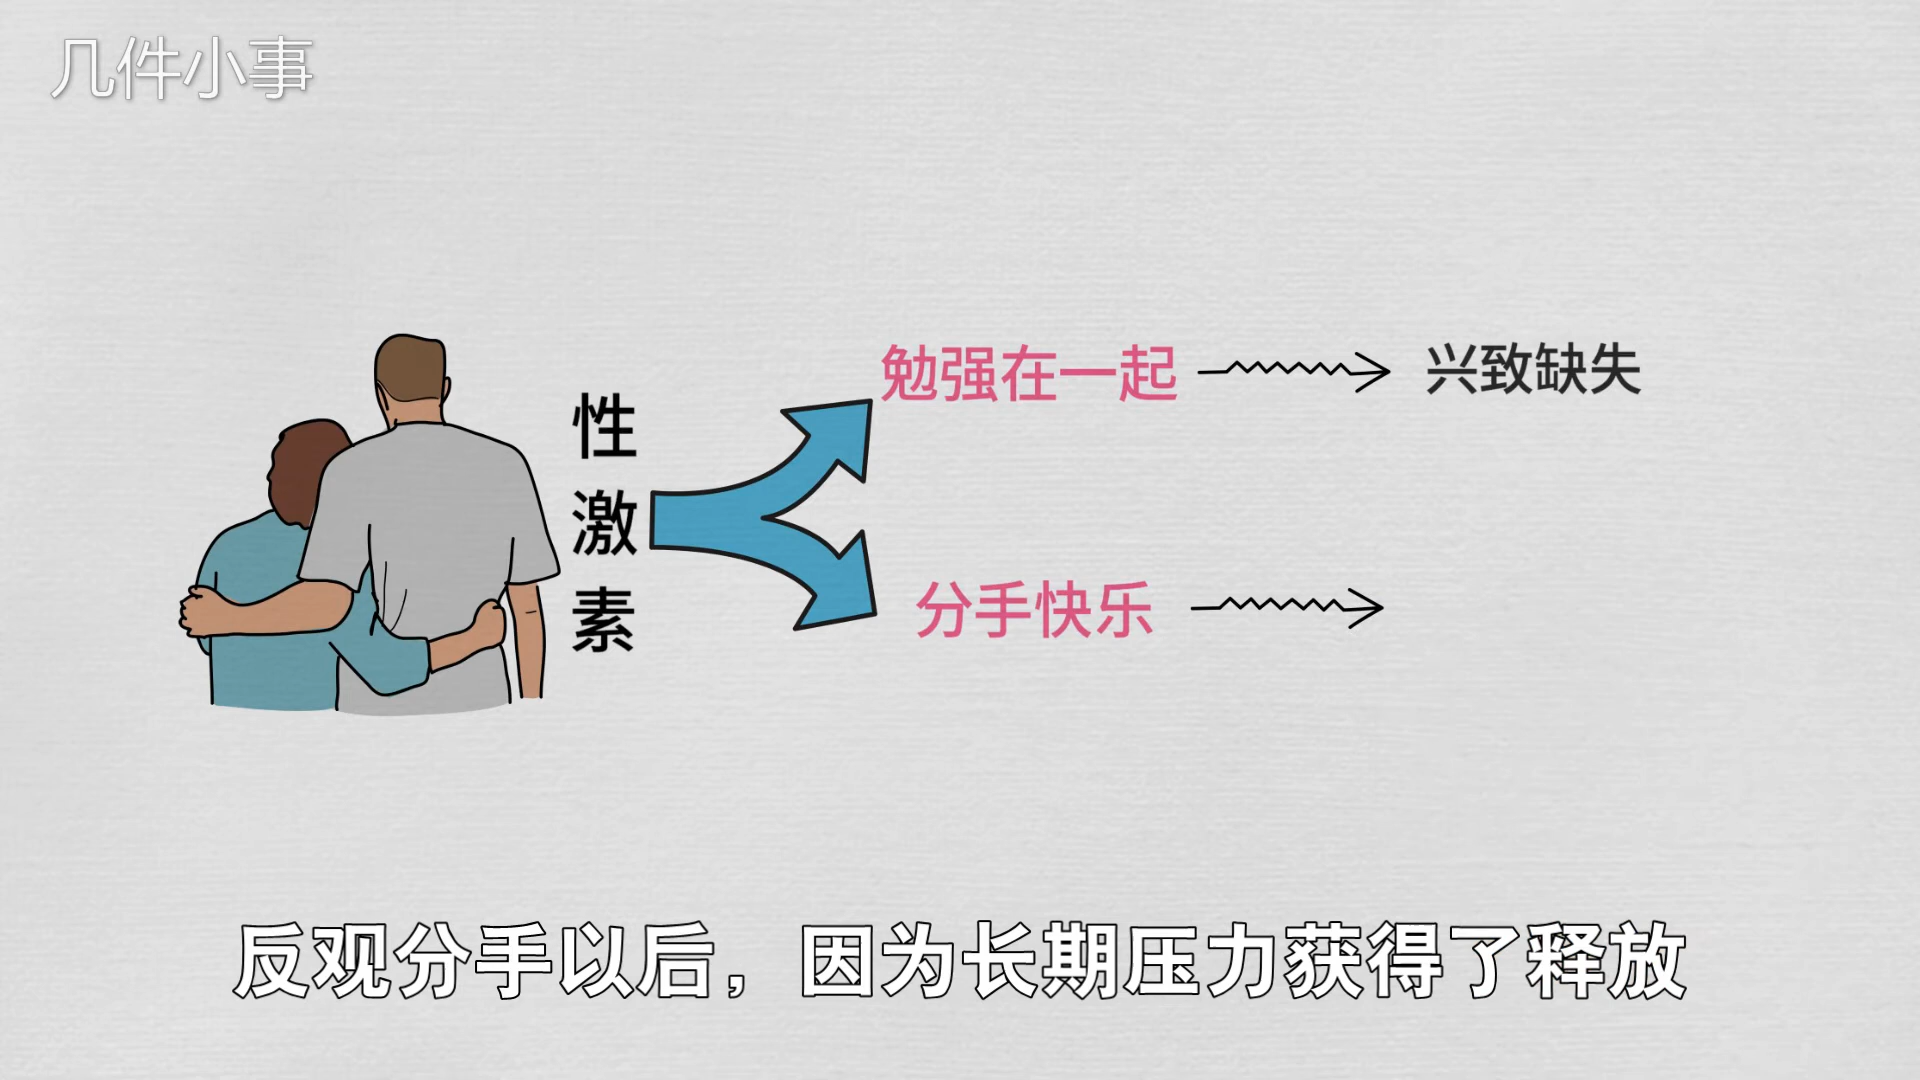 几件小事
性激素
勉强在一起
兴致缺失
分手快乐
反观分手以后，因为长期压力获得了释放